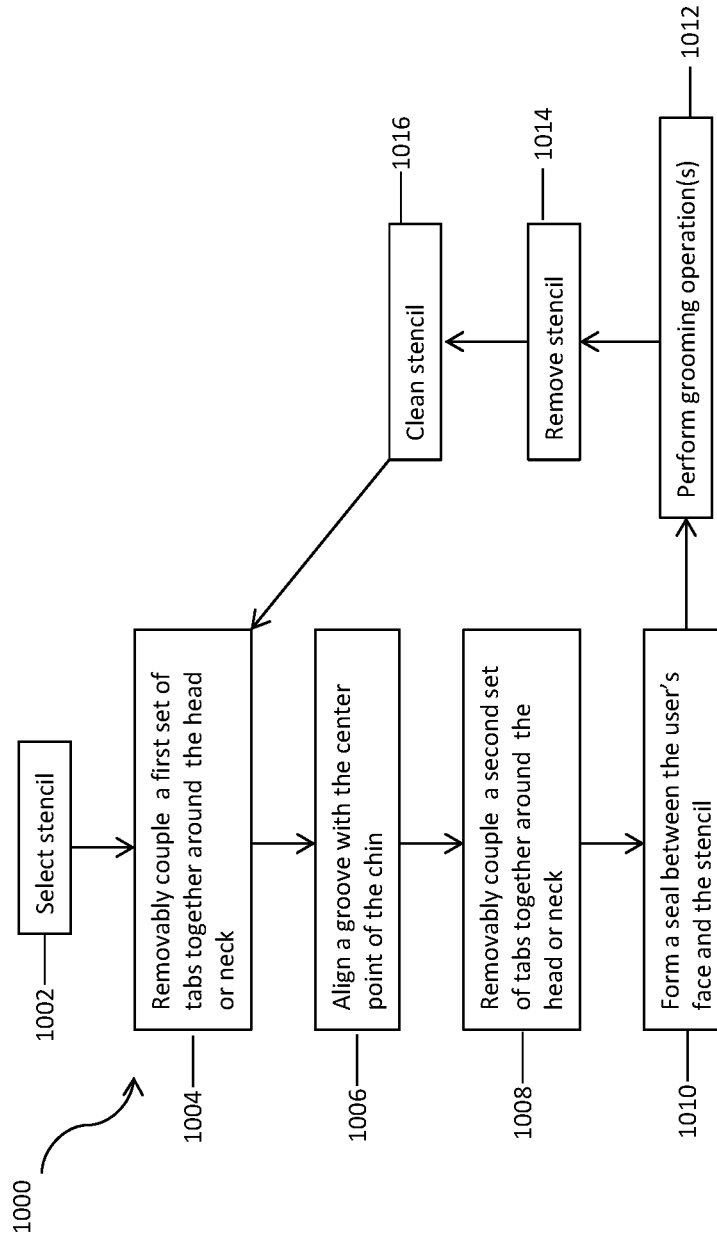 1000
Select stencil
1002
Removably couple a first set of
tabs together around the head
or neck
1004
Align a groove with the center
point of the chin
1006
Removably couple a second set
of tabs together around the
head or neck
1008
Form a seal between the user's
face and the stencil
1010
Perform grooming operation(s)
1012
Remove stencil
1014
Clean stencil
1016